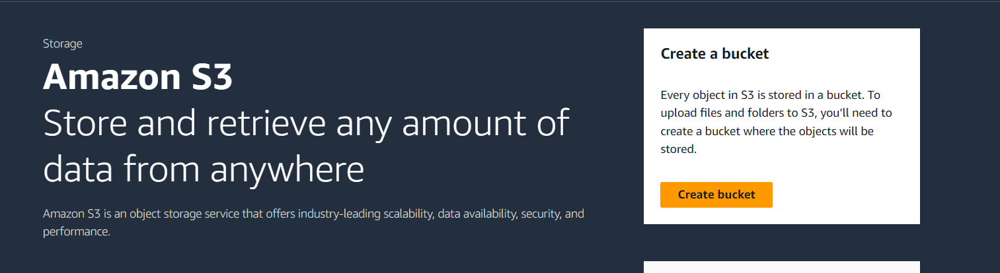 Storage
Amazon S3
Store and retrieve any amount of
data from anywhere
Amazon S3 is an object storage service that offers industry-leading scalability, data availability, security, and
performance.
Create a bucket
Every object in S3 is stored in a bucket. To
upload files and folders to S3, you’ll need to
create a bucket where the objects will be
stored.
Create bucket